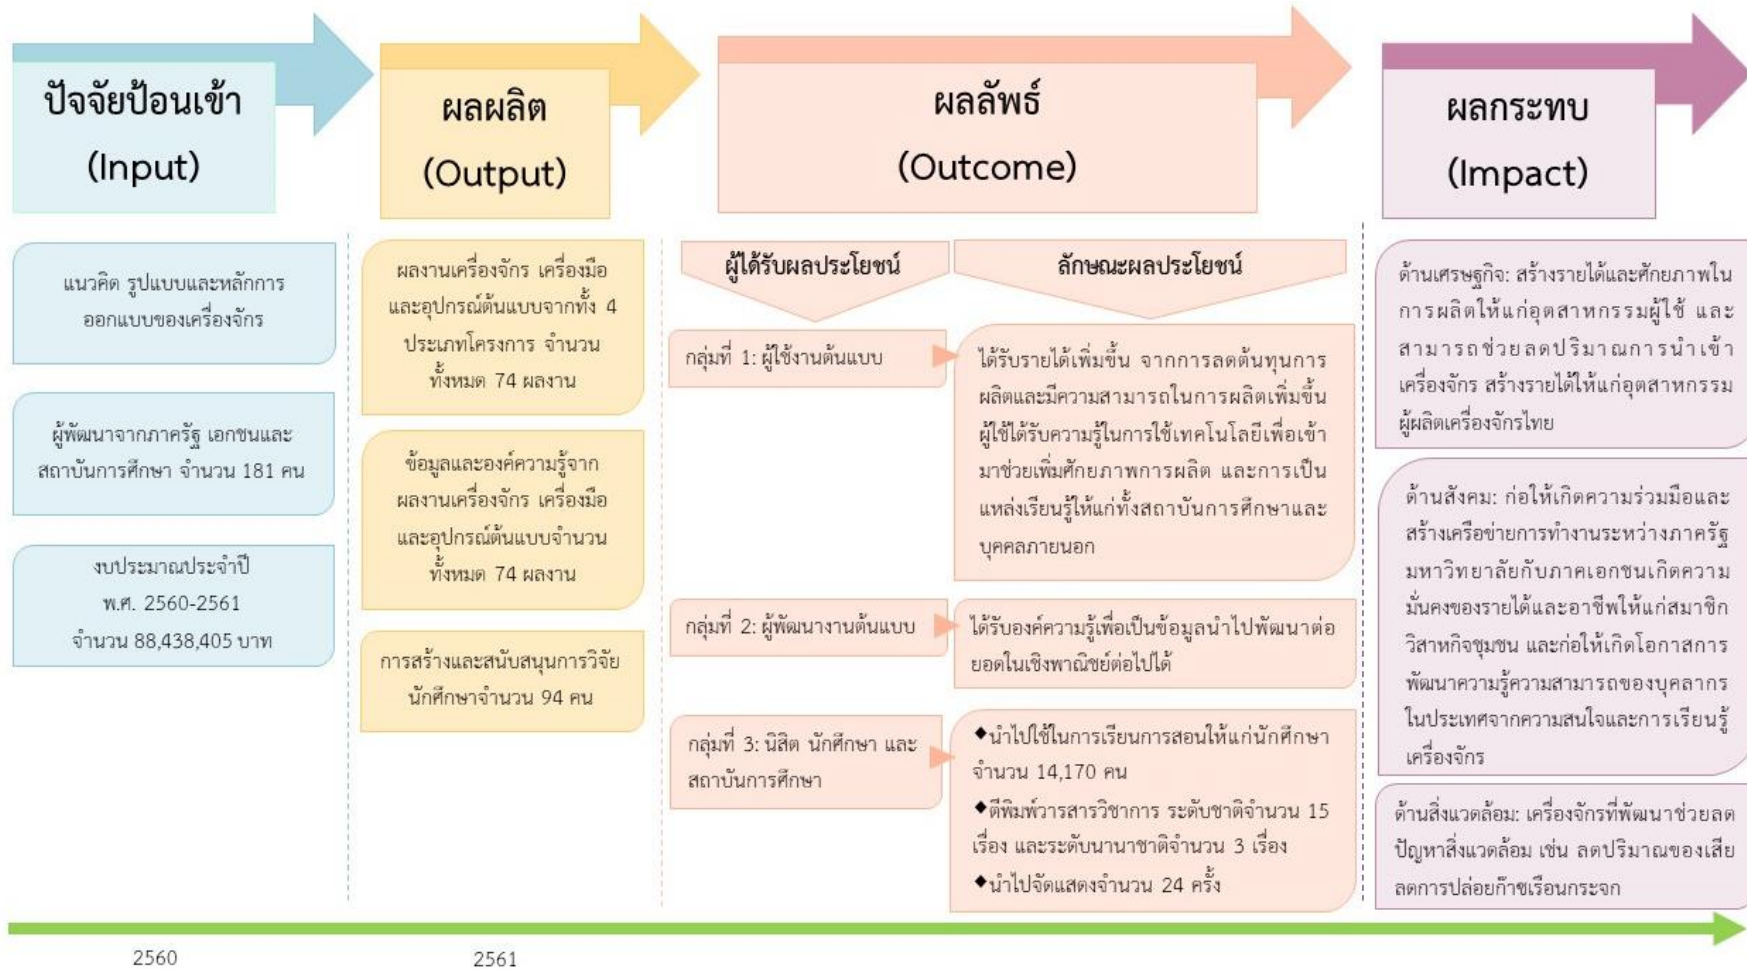 ปัจจัยป้อนเข้า
(Input)
แนวคิด รูปแบบและหลักการ
ออกแบบของเครื่องจักร
ผู้พัฒนาจากภาครัฐ เอกชนและ
สถาบันการศึกษา จำนวน 181 คน
งบประมาณประจำปี
พ.ศ. 2560-2561
จำนวน 88,438,405 บาท
ผลผลิต
(Output)
ผลงานเครื่องจักร เครื่องมือ
และอุปกรณ์ต้นแบบจากทั้ง 4
ประเภทโครงการ จำนวน
ทั้งหมด 74 ผลงาน
ข้อมูลและองค์ความรู้จาก
ผลงานเครื่องจักร เครื่องมือ
และอุปกรณ์ต้นแบบจำนวน
ทั้งหมด 74 ผลงาน
การสร้างและสนับสนุนการวิจัย
นักศึกษาจำนวน 94 คน
ผลลัพธ์
(Outcome)
ผู้ได้รับผลประโยชน์
ลักษณะผลประโยชน์
กลุ่มที่ 1: ผู้ใช้งานต้นแบบ
ได้รับรายได้เพิ่มขึ้น จากการลดต้นทุนการ
ผลิตและมีความสามารถในการผลิตเพิ่มขึ้น
ผู้ใช้ได้รับความรู้ในการใช้เทคโนโลยีเพื่อเข้า
มาช่วยเพิ่มศักยภาพการผลิต และการเป็น
แหล่งเรียนรู้ให้แก่ทั้งสถาบันการศึกษาและ
บุคคลภายนอก
กลุ่มที่ 2: ผู้พัฒนางานต้นแบบ
ได้รับองค์ความรู้เพื่อเป็นข้อมูลนำไปพัฒนาต่อ
ยอดในเชิงพาณิชย์ต่อไปได้
กลุ่มที่ 3: นิสิต นักศึกษา และ
สถาบันการศึกษา
◆นำไปใช้ในการเรียนการสอนให้แก่นักศึกษา
จำนวน 14,170 คน
◆ตีพิมพ์วารสารวิชาการ ระดับชาติจำนวน 15
เรื่อง และระดับนานาชาติจำนวน 3 เรื่อง
◆นำไปจัดแสดงจำนวน 24 ครั้ง
ผลกระทบ
(Impact)
ด้านเศรษฐกิจ: สร้างรายได้และศักยภาพใน
การผลิตให้แก่อุตสาหกรรมผู้ใช้ และ
สามารถช่วยลดปริมาณการนำเข้า
เครื่องจักร สร้างรายได้ให้แก่อุตสาหกรรม
ผู้ผลิตเครื่องจักรไทย
ด้านสังคม: ก่อให้เกิดความร่วมมือและ
สร้างเครือข่ายการทำงานระหว่างภาครัฐ
มหาวิทยาลัยกับภาคเอกชนเกิดความ
มั่นคงของรายได้และอาชีพให้แก่สมาชิก
วิสาหกิจชุมชน และก่อให้เกิดโอกาสการ
พัฒนาความรู้ความสามารถของบุคลากร
ในประเทศจากความสนใจและการเรียนรู้
เครื่องจักร
ด้านสิ่งแวดล้อม: เครื่องจักรที่พัฒนาช่วยลด
ปัญหาสิ่งแวดล้อม เช่น ลดปริมาณของเสีย
ลดการปล่อยก๊าซเรือนกระจก
2560
2561